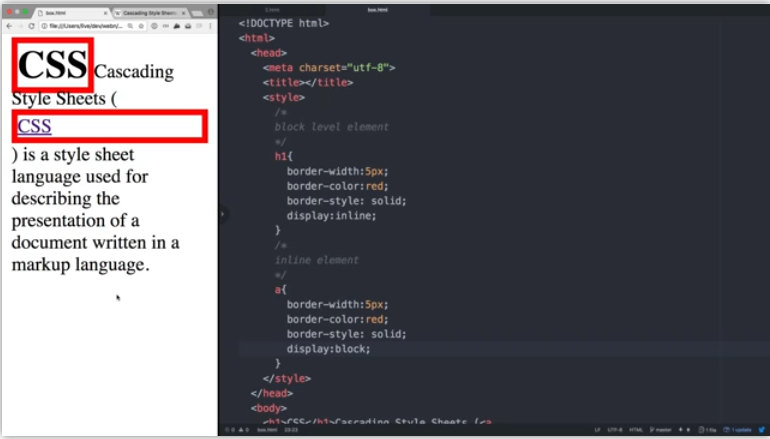 box.html
Cascading Style Sheets
file:///Users/live/dev/webn/...
CSS Cascading
Style Sheets (
CSS
) is a style sheet
language used for
describing the
presentation of a
document written in a
markup language.
box.html
<!DOCTYPE html>
<html>
<head>
<meta charset="utf-8">
<title></title>
<style>
/*
block level element
*/
h1{
border-width:5px;
border-color:red;
border-style: solid;
display:inline;
}
/*
inline element
*/
a{
border-width:5px;
border-color:red;
border-style: solid;
display:block;
}
</style>
</head>
<body>
<h1>CSS</h1>Cascading Style Sheets (<a
box.html 23:23
LF UTF-8 HTML master 1 update